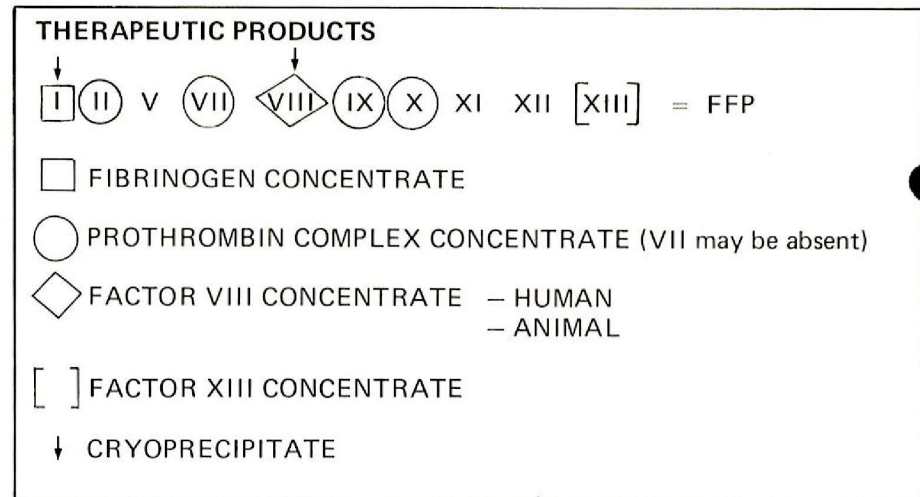 THERAPEUTIC PRODUCTS
↓ ↓
I II V VII VIII IX X XI XII [XIII] = FFP
FIBRINOGEN CONCENTRATE
PROTHROMBIN COMPLEX CONCENTRATE (VII may be absent)
FACTOR VIII CONCENTRATE – HUMAN
– ANIMAL
[ ] FACTOR XIII CONCENTRATE
↓ CRYOPRECIPITATE